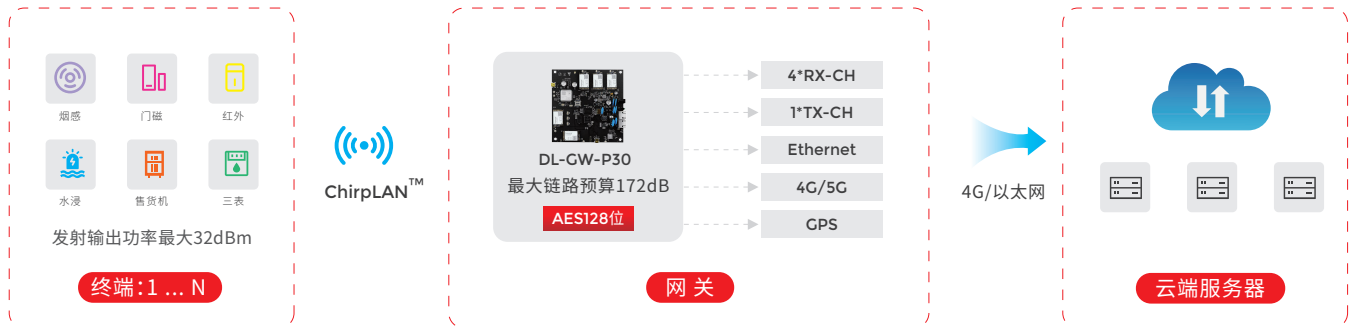 烟感
门磁
红外
水浸
售货机
三表
发射输出功率最大32dBm
终端:1 ... N
ChirpLAN™
DL-GW-P30
最大链路预算172dB
AES128位
4*RX-CH
1*TX-CH
Ethernet
4G/5G
GPS
网 关
4G/以太网
云端服务器